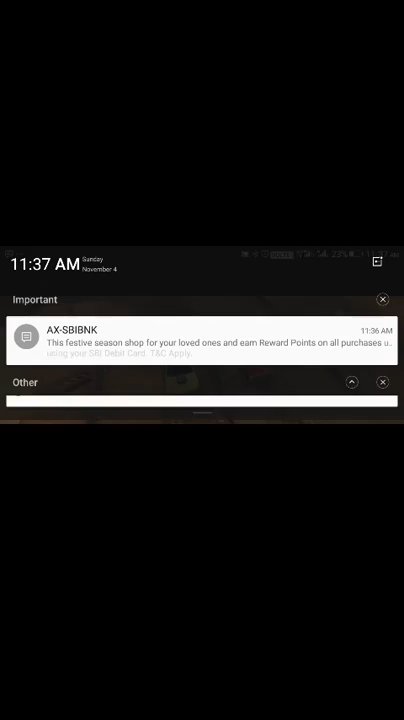 11:37 AM
Sunday
November 4
23%
Important
AX-SBIBNK
11:36 AM
This festive season shop for your loved ones and earn Reward Points on all purchases u..
using your SBI Debit Card. T&C Apply.
Other